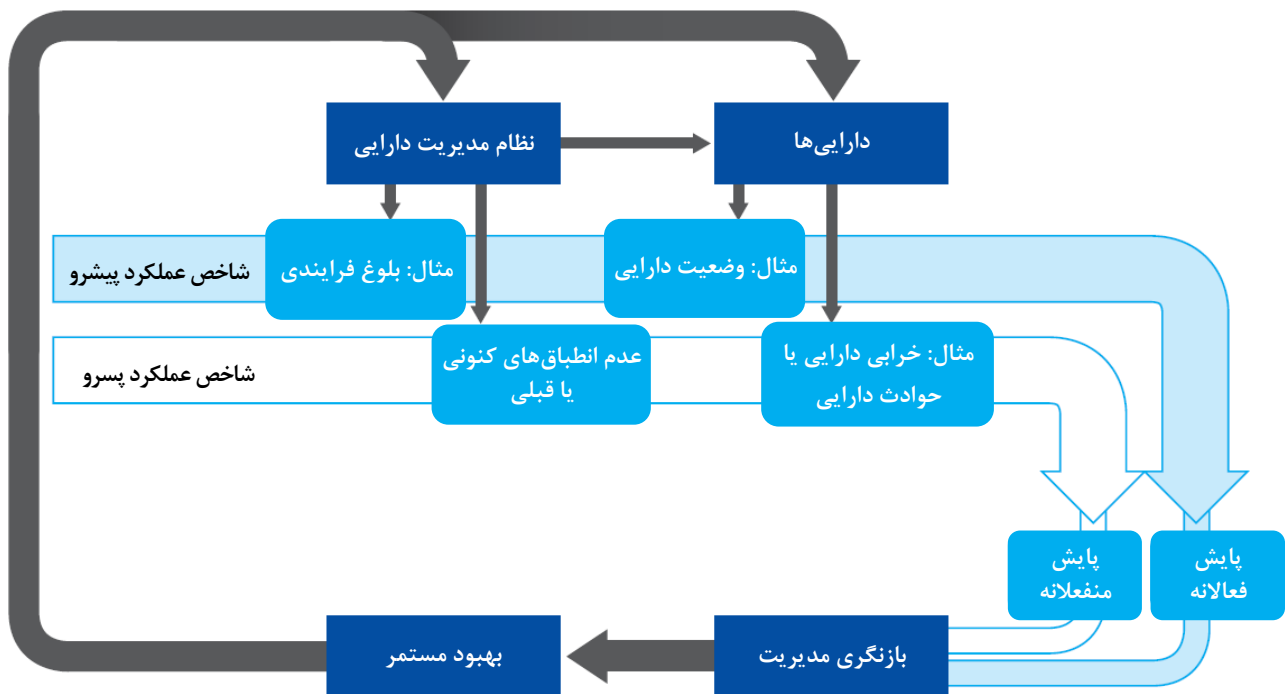 دارایی‌ها
نظام مدیریت دارایی
مثال: وضعیت دارایی
مثال: بلوغ فرایندی
شاخص عملکرد پیشرو
مثال: خرابی دارایی یا
حوادث دارایی
عدم انطباق‌های کنونی
یا قبلی
شاخص عملکرد پسرو
پایش
فعالانه
پایش
منفعلانه
بازنگری مدیریت
بهبود مستمر